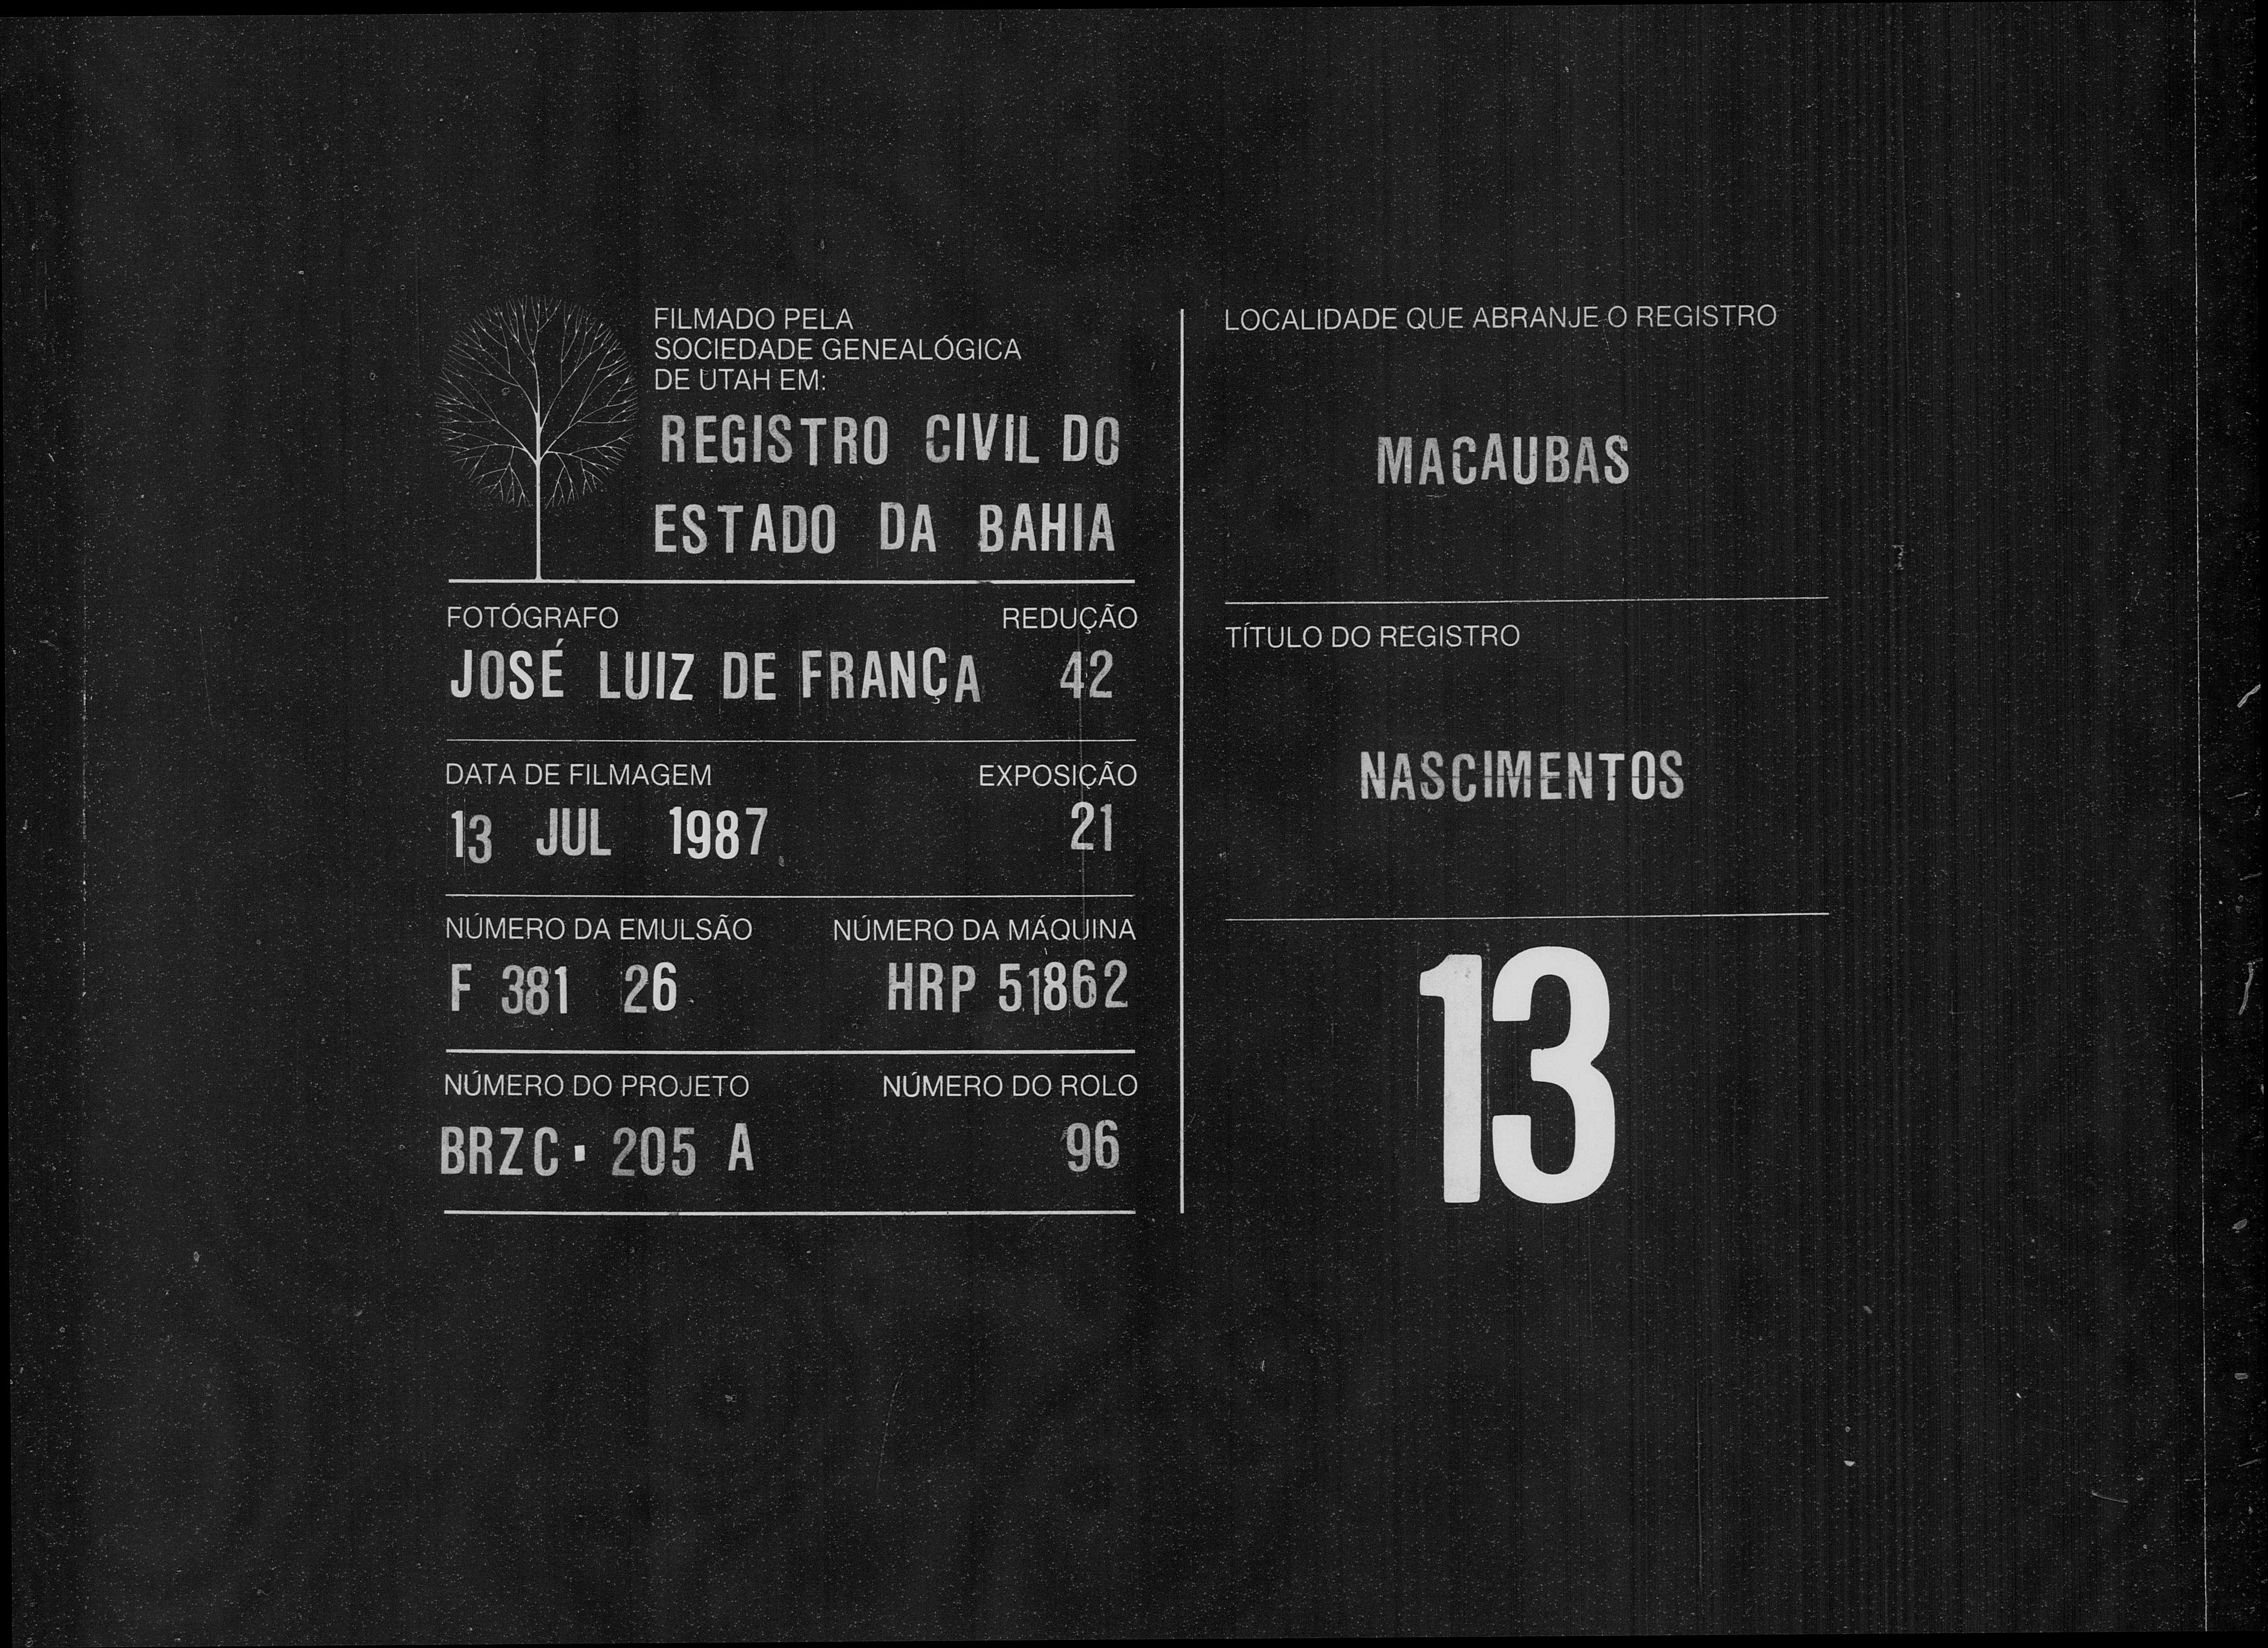 FILMADO PELA
SOCIEDADE GENEALÓGICA
DE UTAH EM:
REGISTRO CIVIL DO
ESTADO DA BAHIA
FOTÓGRAFO REDUÇÃO
JOSÉ LUIZ DE FRANÇA 42
DATA DE FILMAGEM EXPOSIÇÃO
13 JUL 1987 21
NÚMERO DA EMULSÃO NÚMERO DA MÁQUINA
F 381 26 HRP 51862
NÚMERO DO PROJETO NÚMERO DO ROLO
BRZC · 205 A 96
LOCALIDADE QUE ABRANJE O REGISTRO
MACAUBAS
TÍTULO DO REGISTRO
NASCIMENTOS
13